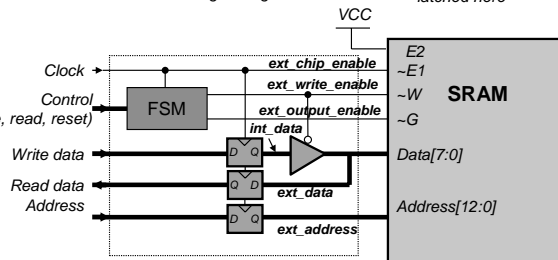 latched here
VCC
E2
Clock
ext_chip_enable
~E1
Control
ext_write_enable
~W
SRAM
FSM
, read, reset)
ext_output_enable
~G
int_data
Write data
D Q
Data[7:0]
Read data
Q D
ext_data
Address
D Q
Address[12:0]
ext_address